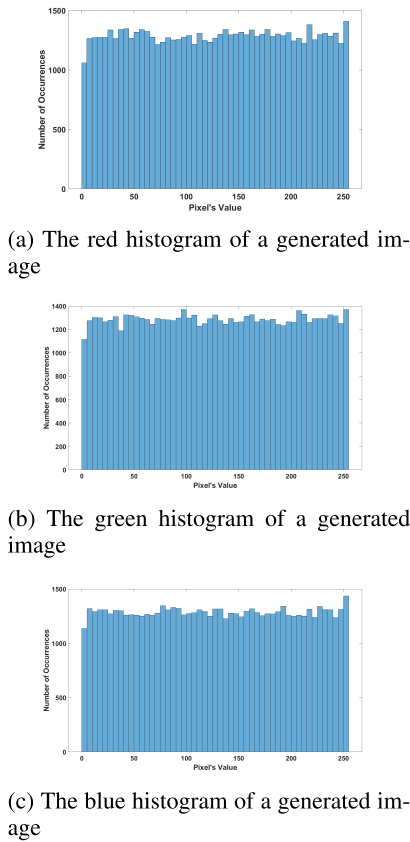 1500
1000
500
0
Number of Occurrences
0 50 100 150 200 250
Pixel's Value
(a) The red histogram of a generated im-
age
1400
1200
1000
800
600
400
200
0
Number of Occurrences
0 50 100 150 200 250
Pixel's Value
(b) The green histogram of a generated
image
1500
1000
500
0
Number of Occurrences
0 50 100 150 200 250
Pixel's Value
(c) The blue histogram of a generated im-
age